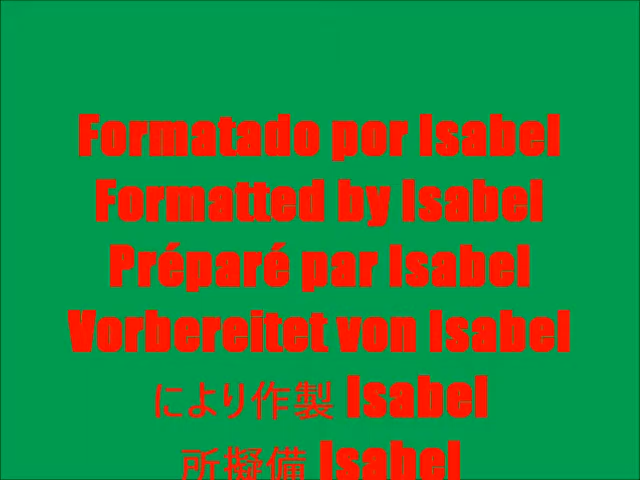 Formatado por Isabel
Formatted by Isabel
Préparé par Isabel
Vorbereitet von Isabel
により作製 Isabel
所擬備 Isabel